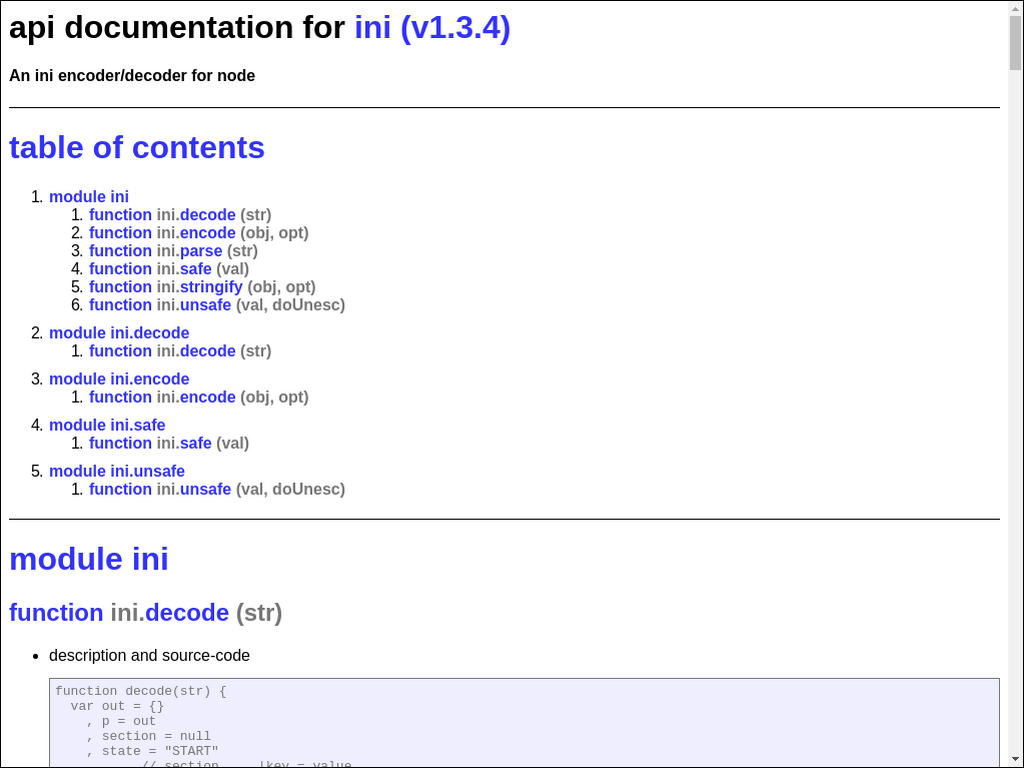 api documentation for ini (v1.3.4)
An ini encoder/decoder for node
table of contents
1. module ini
1. function ini.decode (str)
2. function ini.encode (obj, opt)
3. function ini.parse (str)
4. function ini.safe (val)
5. function ini.stringify (obj, opt)
6. function ini.unsafe (val, doUnesc)
2. module ini.decode
1. function ini.decode (str)
3. module ini.encode
1. function ini.encode (obj, opt)
4. module ini.safe
1. function ini.safe (val)
5. module ini.unsafe
1. function ini.unsafe (val, doUnesc)
module ini
function ini.decode (str)
• description and source-code
function decode(str) {
  var out = {}
    , p = out
    , section = null
    , state = "START"
           // section     |key = value